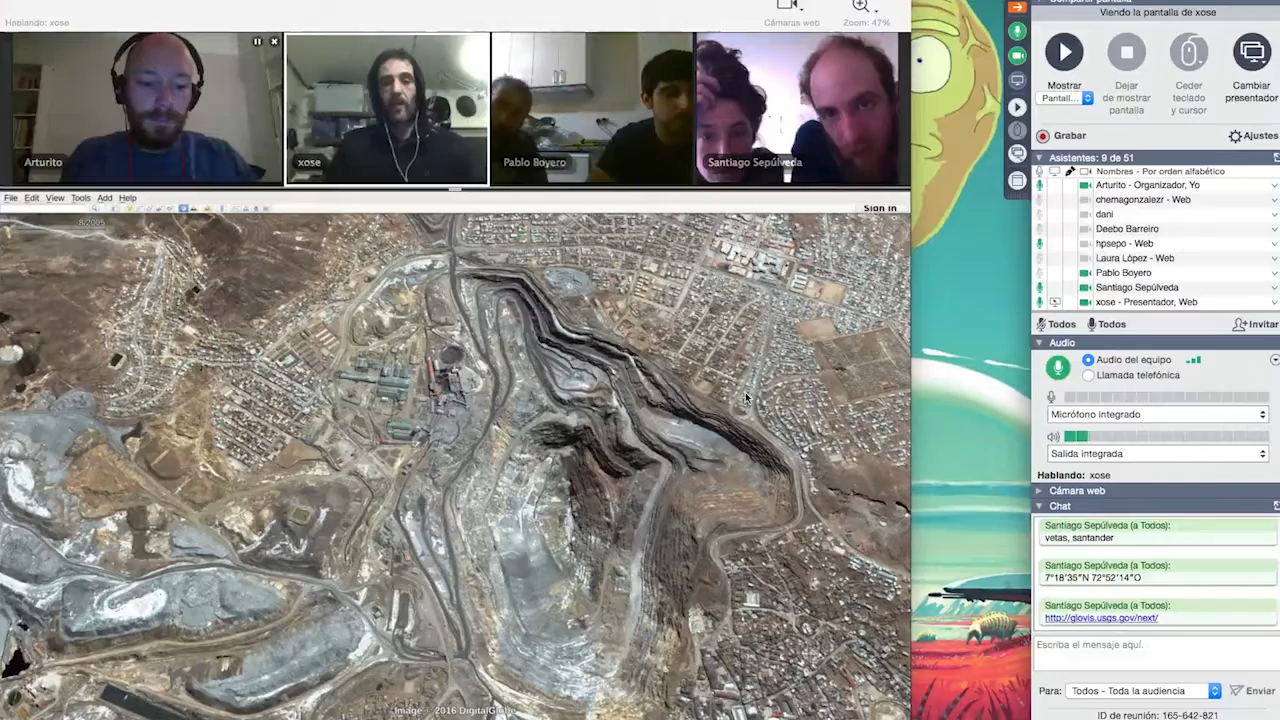 Compartir pantalla
Viendo la pantalla de xose
Hablando: xose
Cámaras web
Zoom: 47%
Arturito
xose
Pablo Boyero
Santiago Sepúlveda
File Edit View Tools Add Help
Sign in
Image 2016 DigitalGlobe
Mostrar
Pantall...
Dejar de mostrar pantalla
Ceder teclado y cursor
Cambiar presentador
Grabar
Ajustes
Asistentes: 9 de 51
Nombres - Por orden alfabético
Arturito - Organizador, Yo
chemagonzalezr - Web
dani
Deebo Barreiro
hpsepo - Web
Laura López - Web
Pablo Boyero
Santiago Sepúlveda
xose - Presentador, Web
Todos
Todos
Invitar
Audio
Audio del equipo
Llamada telefónica
Micrófono integrado
Salida integrada
Hablando: xose
Cámara web
Chat
Santiago Sepúlveda (a Todos):
vetas, santander
Santiago Sepúlveda (a Todos):
7°18'35"N 72°52'14"O
Santiago Sepúlveda (a Todos):
http://glovis.usgs.gov/next/
Escriba el mensaje aquí.
Para: Todos - Toda la audiencia
Enviar
ID de reunión: 165-642-821